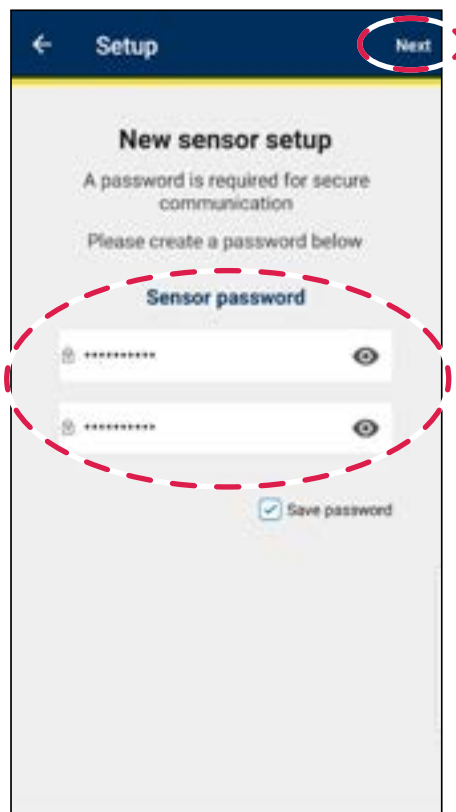 Setup Next
New sensor setup
A password is required for secure
communication
Please create a password below
Sensor password
••••••••••
••••••••••
Save password